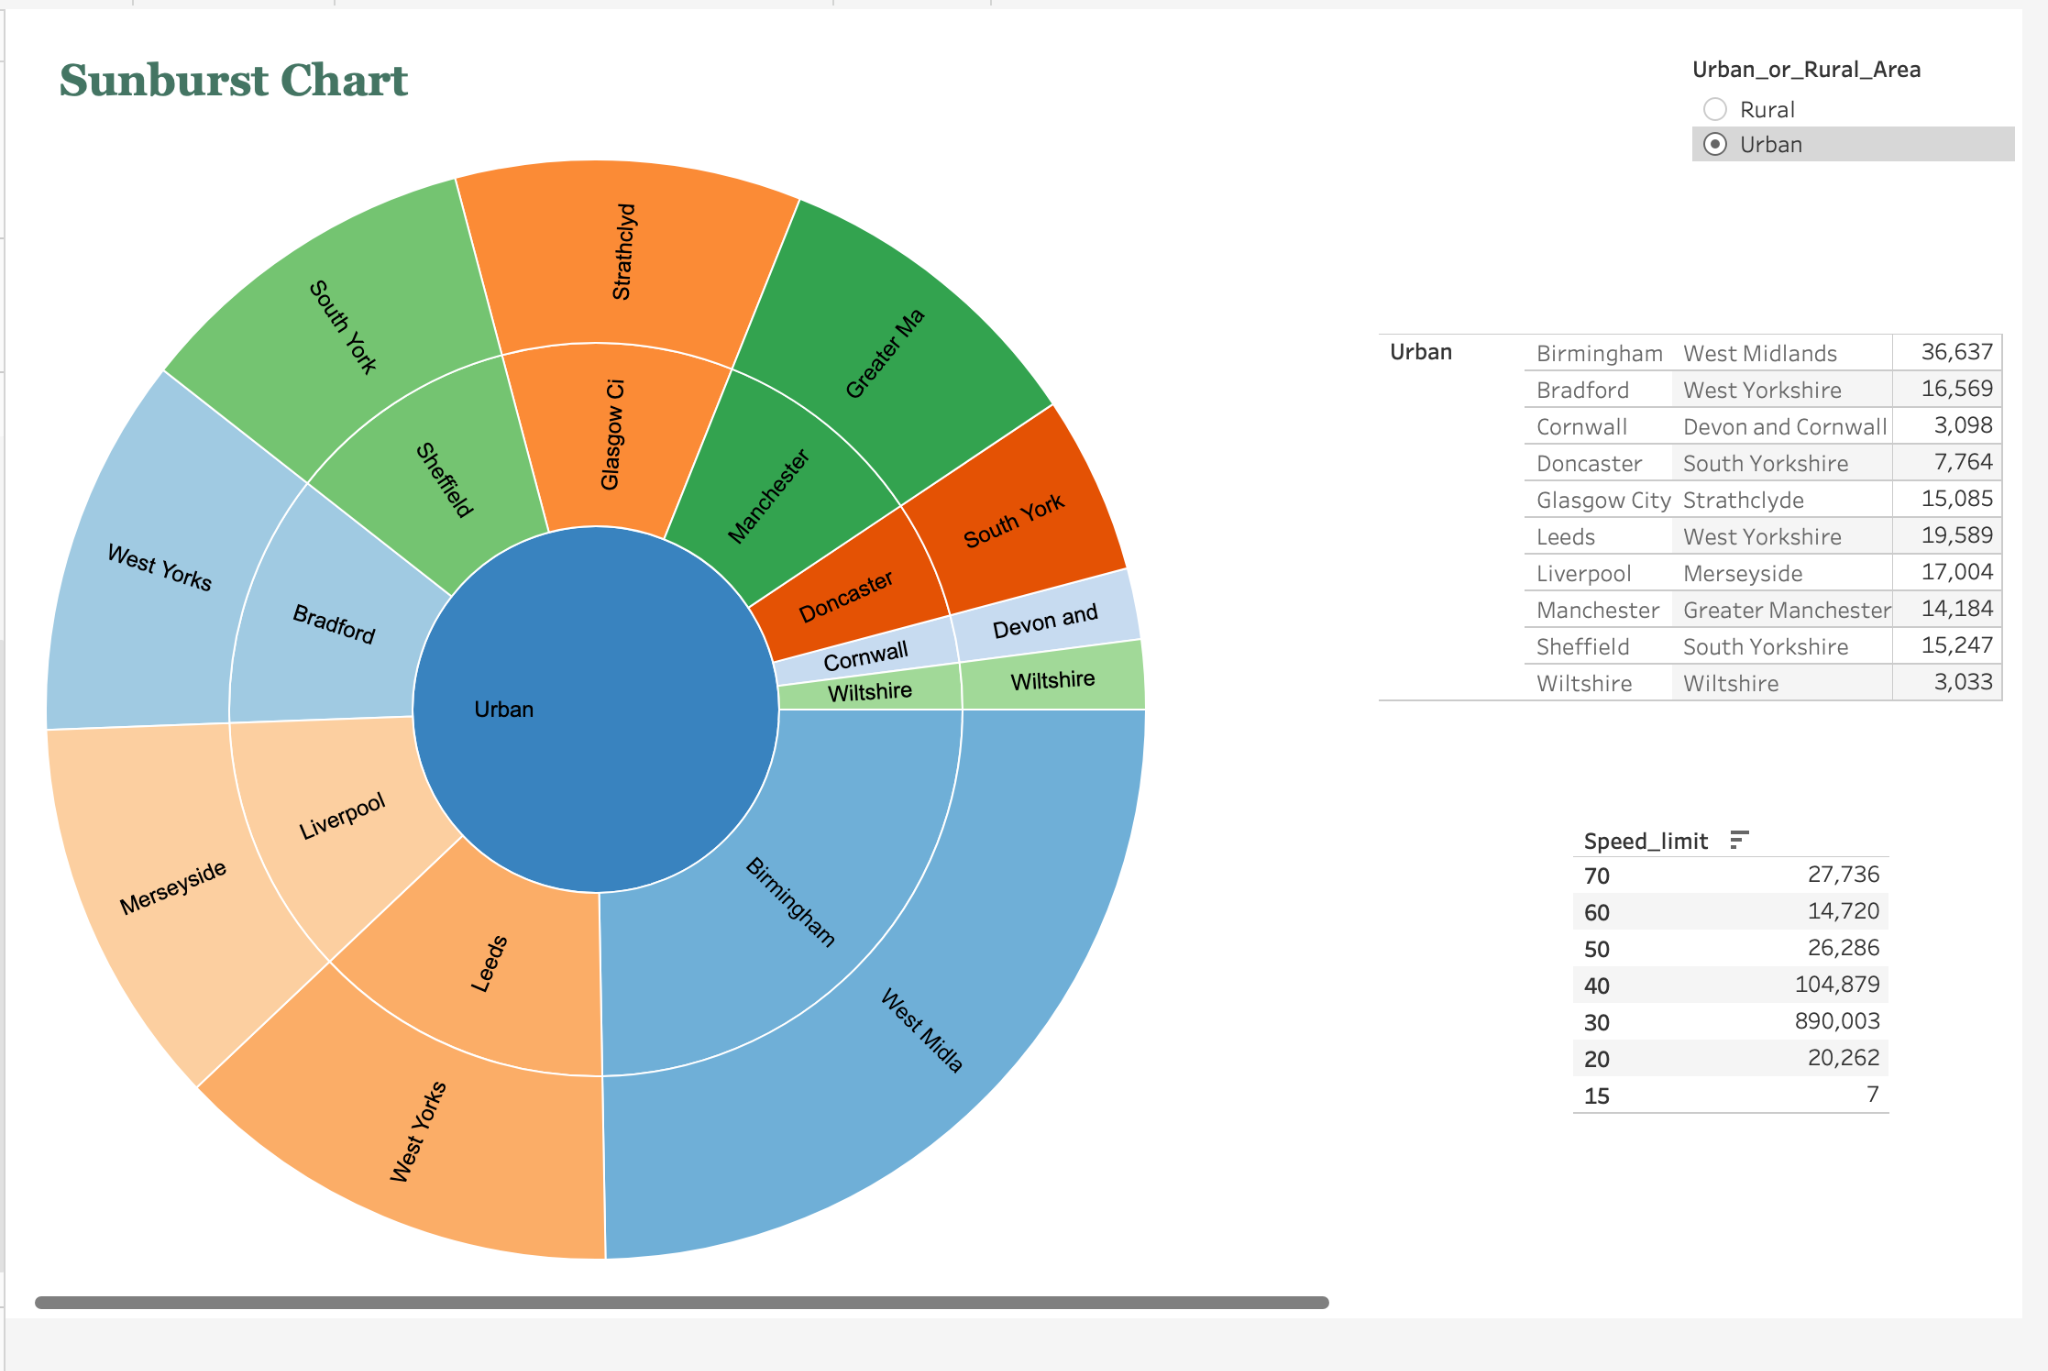 Sunburst Chart
Urban_or_Rural_Area
Rural
Urban
Strathclyd
South York
Greater Ma
Glasgow Ci
Sheffield
Manchester
South York
West Yorks
Doncaster
Devon and
Bradford
Cornwall
Wiltshire
Wiltshire
Urban
Liverpool
Merseyside
Birmingham
Leeds
West Midla
West Yorks
Urban Birmingham West Midlands 36,637
Bradford West Yorkshire 16,569
Cornwall Devon and Cornwall 3,098
Doncaster South Yorkshire 7,764
Glasgow City Strathclyde 15,085
Leeds West Yorkshire 19,589
Liverpool Merseyside 17,004
Manchester Greater Manchester 14,184
Sheffield South Yorkshire 15,247
Wiltshire Wiltshire 3,033
Speed_limit
70 27,736
60 14,720
50 26,286
40 104,879
30 890,003
20 20,262
15 7